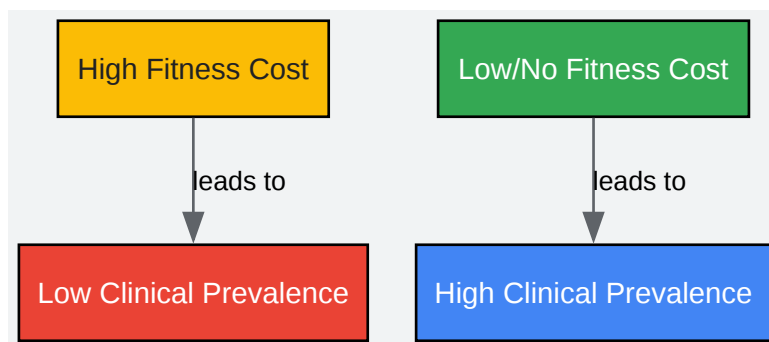 High Fitness Cost
Low/No Fitness Cost
leads to
leads to
Low Clinical Prevalence
High Clinical Prevalence